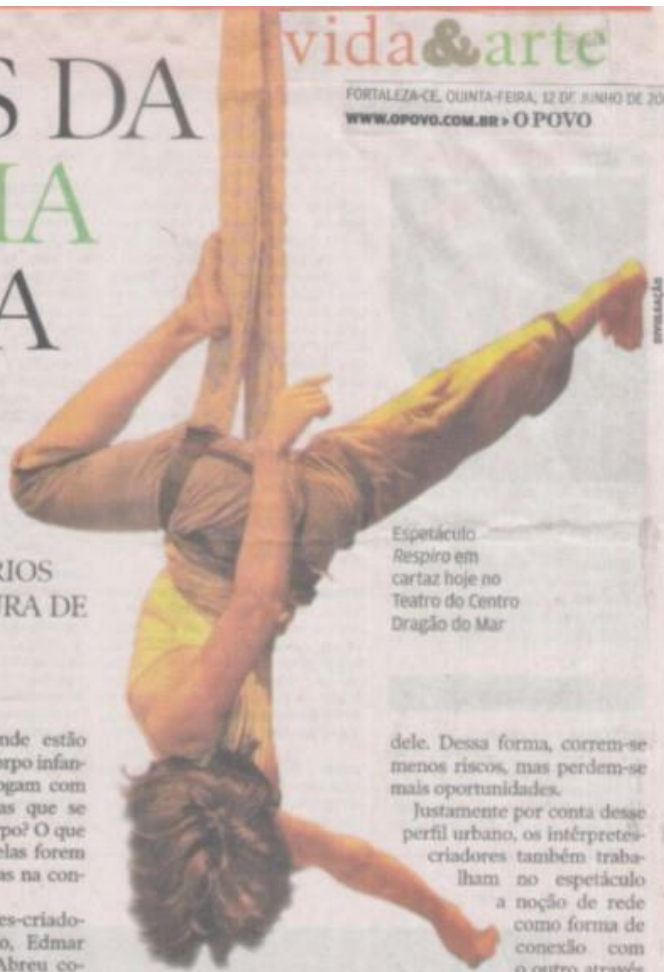 vida&arte
FORTALEZA-CE, QUINTA-FEIRA, 12 DE JUNHO DE 20
WWW.OPOVO.COM.BR > O POVO
S DA
IA
A
DIVULGAÇÃO
Espetáculo
Respiro em
cartaz hoje no
Teatro do Centro
Dragão do Mar
RIOS
URA DE
nde estão
orpo infan-
ogam com
as que se
po? O que
elas forem
as na con-
es-criado-
o, Edmar
Abreu co-
dele. Dessa forma, correm-se
menos riscos, mas perdem-se
mais oportunidades.
Justamente por conta desse
perfil urbano, os intérpretes-
criadores também traba-
lham no espetáculo
a noção de rede
como forma de
conexão com
o outro através